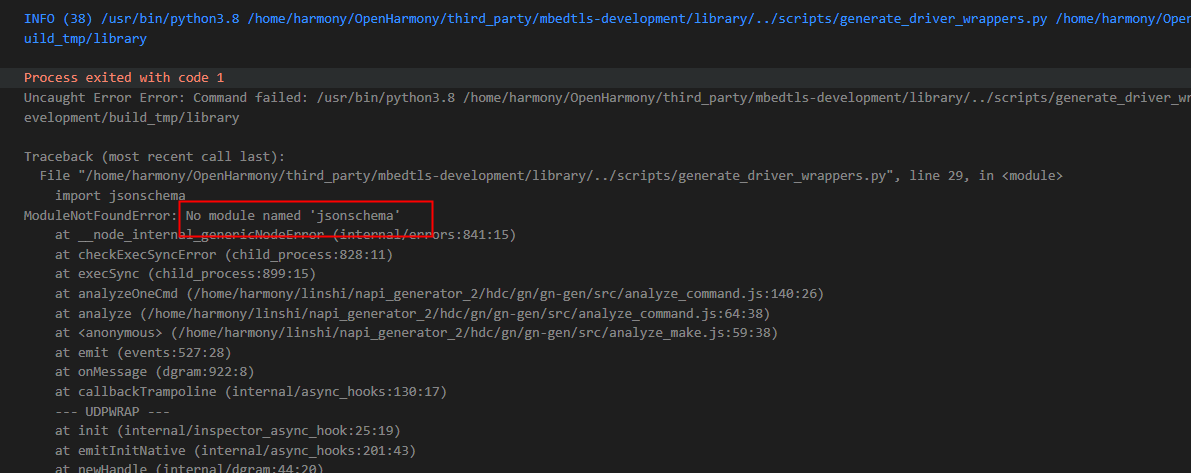 INFO (38) /usr/bin/python3.8 /home/harmony/OpenHarmony/third_party/mbedtls-development/library/../scripts/generate_driver_wrappers.py /home/harmony/Open
uild_tmp/library
Process exited with code 1
Uncaught Error Error: Command failed: /usr/bin/python3.8 /home/harmony/OpenHarmony/third_party/mbedtls-development/library/../scripts/generate_driver_wr
evelopment/build_tmp/library
Traceback (most recent call last):
File "/home/harmony/OpenHarmony/third_party/mbedtls-development/library/../scripts/generate_driver_wrappers.py", line 29, in <module>
import jsonschema
ModuleNotFoundError: No module named 'jsonschema'
at __node_internal_genericNodeError (internal/errors:841:15)
at checkExecSyncError (child_process:828:11)
at execSync (child_process:899:15)
at analyzeOneCmd (/home/harmony/linshi/napi_generator_2/hdc/gn/gn-gen/src/analyze_command.js:140:26)
at analyze (/home/harmony/linshi/napi_generator_2/hdc/gn/gn-gen/src/analyze_command.js:64:38)
at <anonymous> (/home/harmony/linshi/napi_generator_2/hdc/gn/gn-gen/src/analyze_make.js:59:38)
at emit (events:527:28)
at onMessage (dgram:922:8)
at callbackTrampoline (internal/async_hooks:130:17)
--- UDPWRAP ---
at init (internal/inspector_async_hook:25:19)
at emitInitNative (internal/async_hooks:201:43)
at newHandle (internal/dgram:44:20)